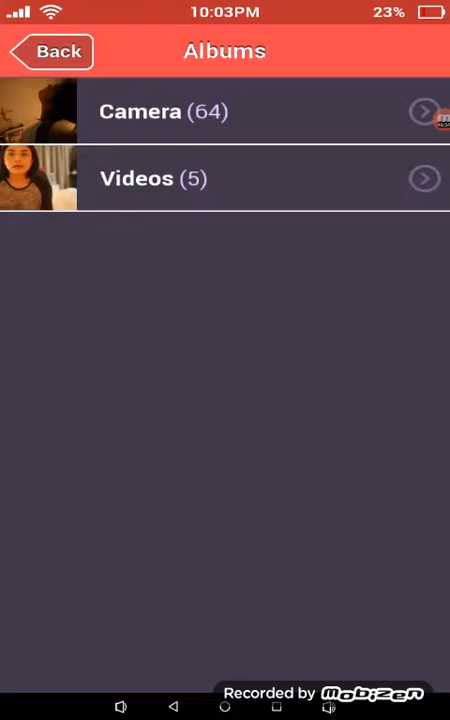 10:03PM
23%
Back
Albums
Camera (64)
Videos (5)
Recorded by mobizen